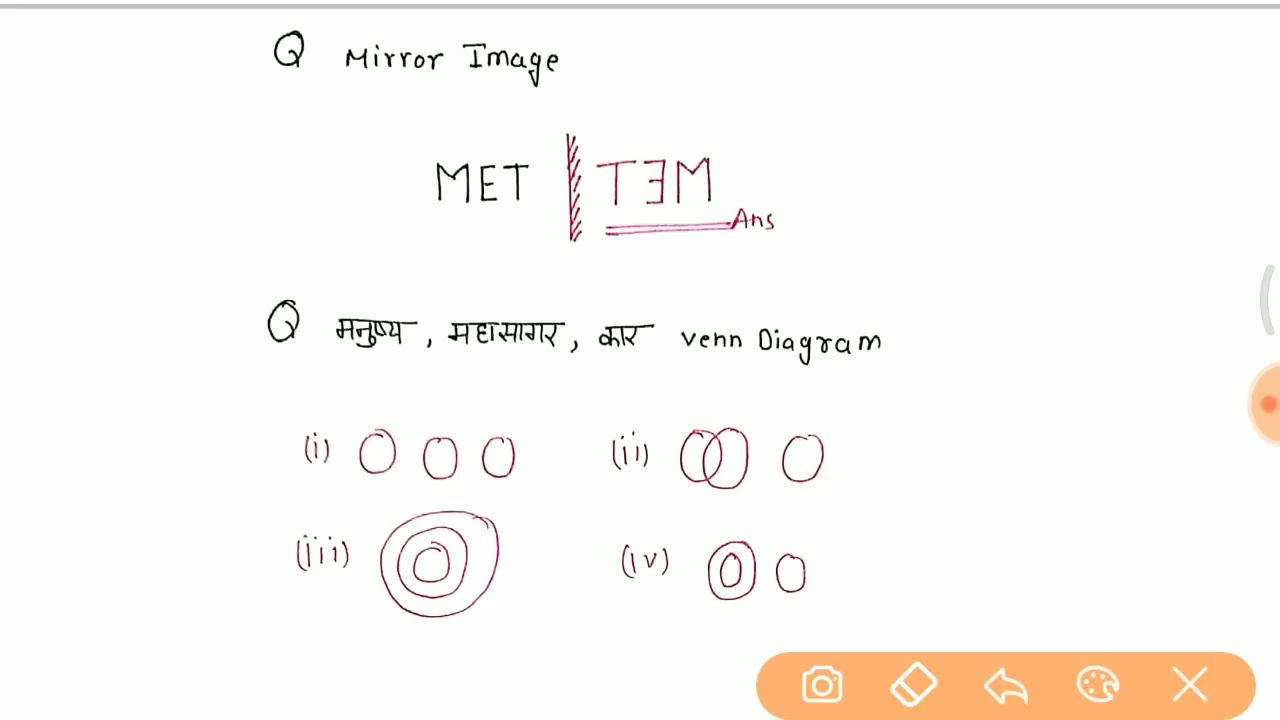 Q Mirror Image
MET TƎM
Ans
Q मनुष्य, महासागर, कार venn Diagram
(i) (ii)
(iii) (iv)